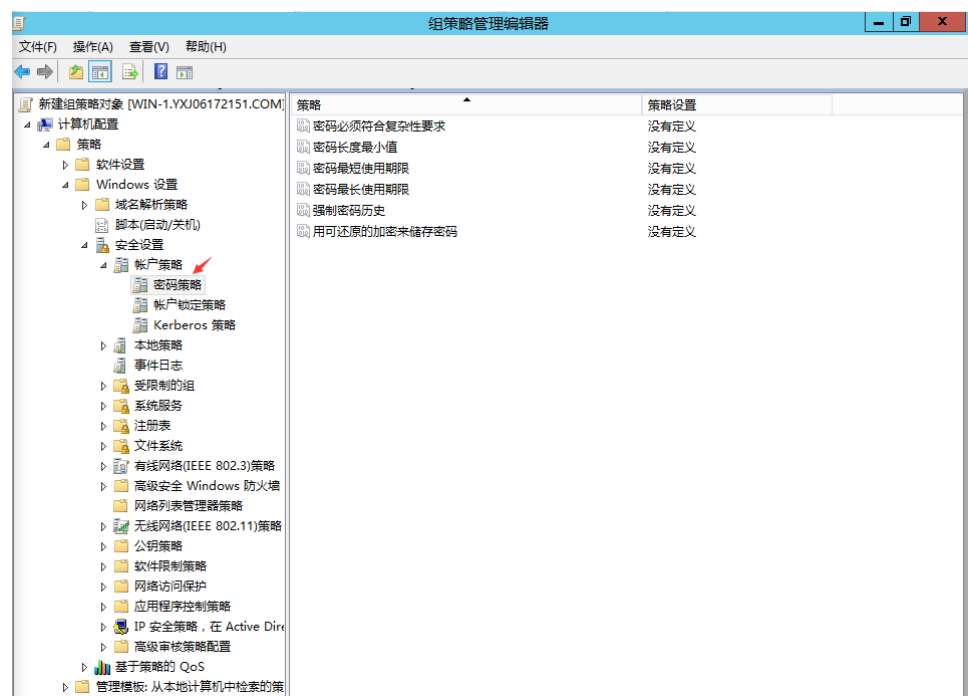 组策略管理编辑器
文件(F) 操作(A) 查看(V) 帮助(H)
新建组策略对象 [WIN-1.YXJ06172151.COM]
计算机配置
策略
软件设置
Windows 设置
域名解析策略
脚本(启动/关机)
安全设置
帐户策略
密码策略
帐户锁定策略
Kerberos 策略
本地策略
事件日志
受限制的组
系统服务
注册表
文件系统
有线网络(IEEE 802.3)策略
高级安全 Windows 防火墙
网络列表管理器策略
无线网络(IEEE 802.11)策略
公钥策略
软件限制策略
网络访问保护
应用程序控制策略
IP 安全策略，在 Active Dire
高级审核策略配置
基于策略的 QoS
管理模板: 从本地计算机中检索的策
策略 策略设置
密码必须符合复杂性要求 没有定义
密码长度最小值 没有定义
密码最短使用期限 没有定义
密码最长使用期限 没有定义
强制密码历史 没有定义
用可还原的加密来储存密码 没有定义